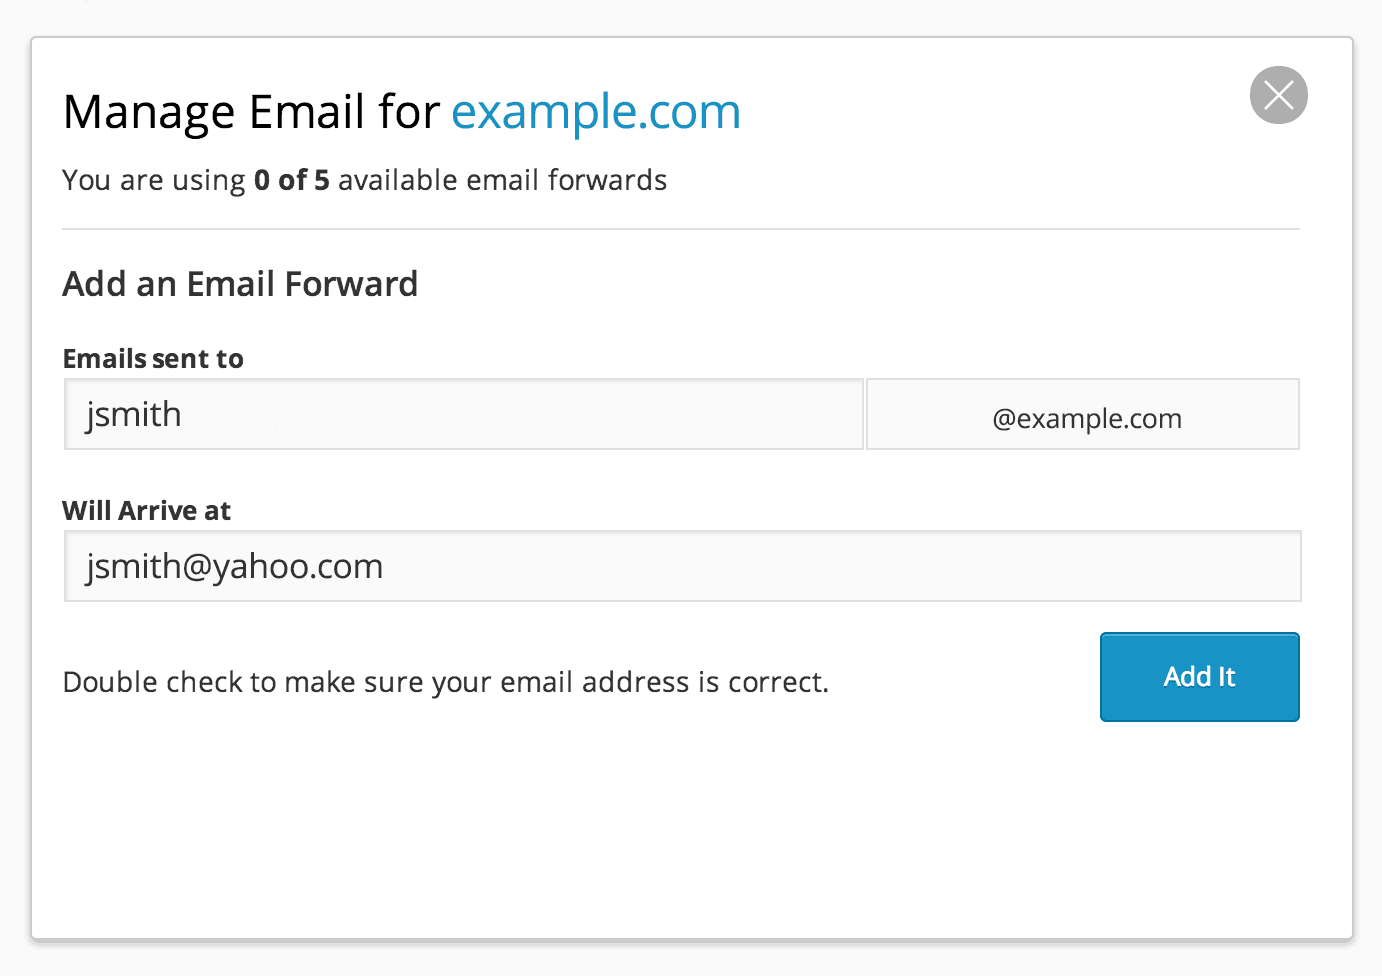 Manage Email for example.com
You are using 0 of 5 available email forwards
Add an Email Forward
Emails sent to
jsmith @example.com
Will Arrive at
jsmith@yahoo.com
Double check to make sure your email address is correct. Add It